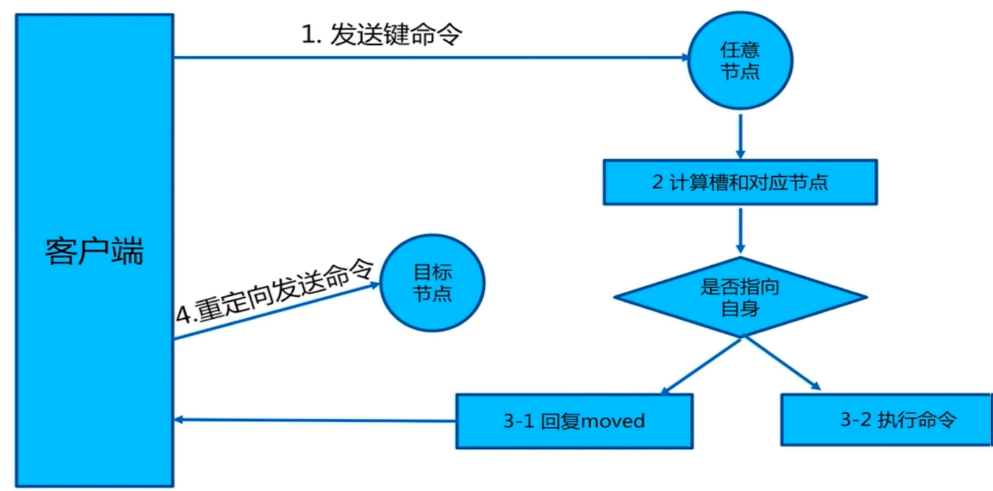 1. 发送键命令
任意
节点
2 计算槽和对应节点
客户端
4.重定向发送命令
目标
节点
是否指向
自身
3-1 回复moved
3-2 执行命令